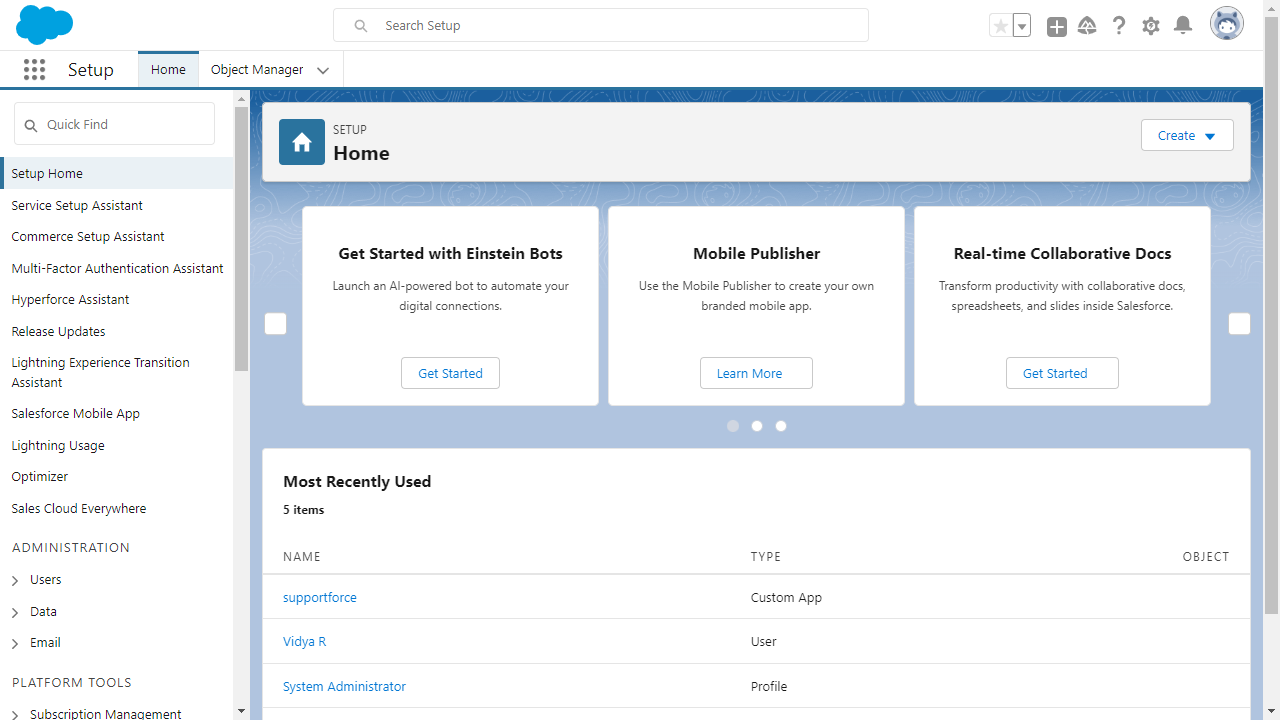 Search Setup
Setup
Home
Object Manager
Quick Find
Setup Home
Service Setup Assistant
Commerce Setup Assistant
Multi-Factor Authentication Assistant
Hyperforce Assistant
Release Updates
Lightning Experience Transition
Assistant
Salesforce Mobile App
Lightning Usage
Optimizer
Sales Cloud Everywhere
ADMINISTRATION
Users
Data
Email
PLATFORM TOOLS
Subscription Management
SETUP
Home
Create
Get Started with Einstein Bots
Launch an AI-powered bot to automate your
digital connections.
Get Started
Mobile Publisher
Use the Mobile Publisher to create your own
branded mobile app.
Learn More
Real-time Collaborative Docs
Transform productivity with collaborative docs,
spreadsheets, and slides inside Salesforce.
Get Started
Most Recently Used
5 items
NAME TYPE OBJECT
supportforce Custom App
Vidya R User
System Administrator Profile